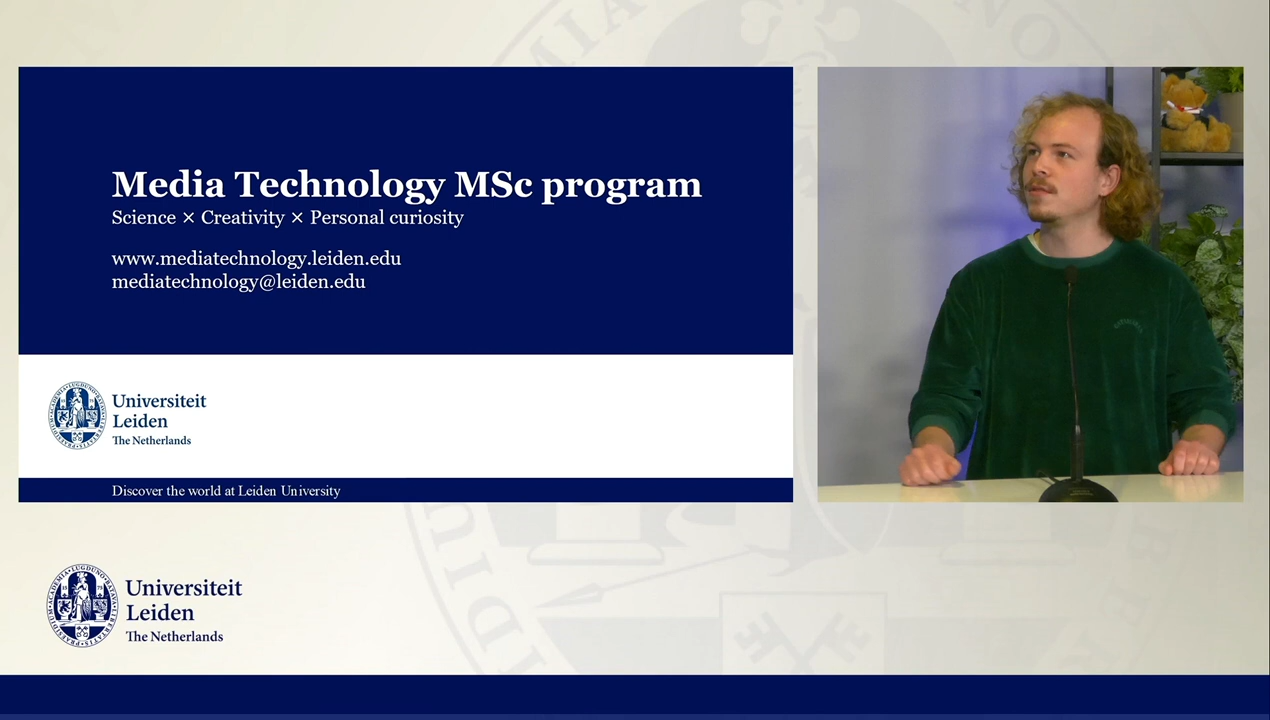 Media Technology MSc program
Science × Creativity × Personal curiosity
www.mediatechnology.leiden.edu
mediatechnology@leiden.edu
Universiteit
Leiden
The Netherlands
Discover the world at Leiden University
Universiteit
Leiden
The Netherlands